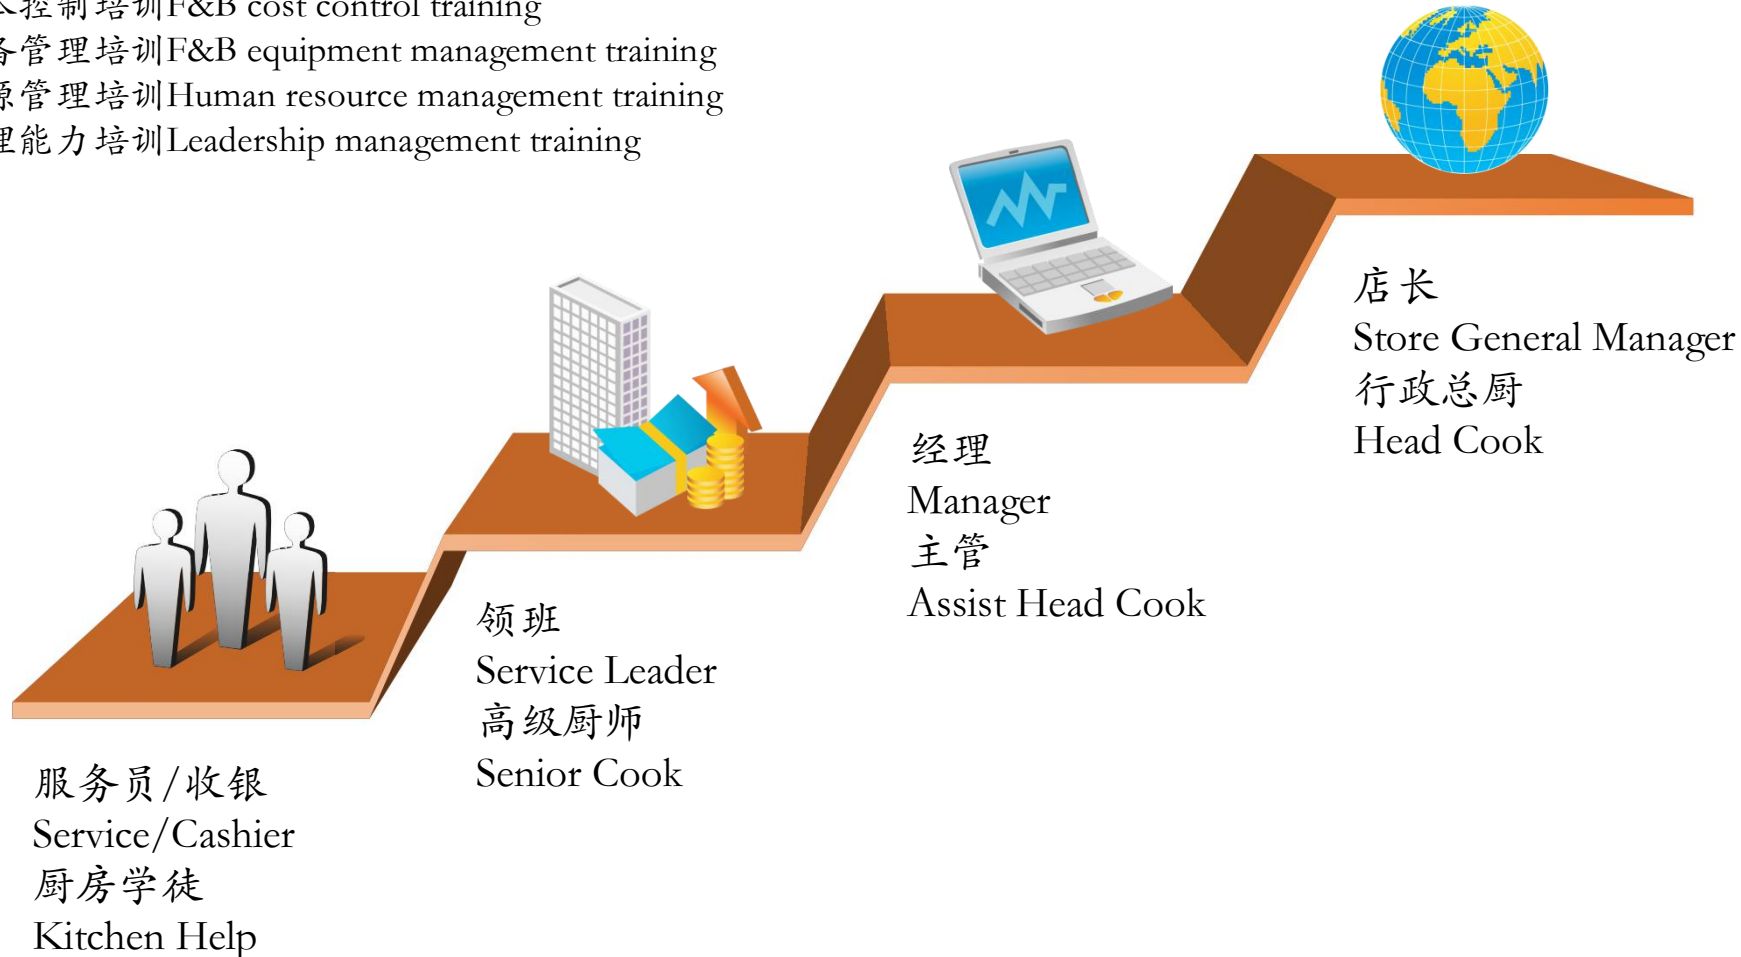 本控制培训F&B cost control training
备管理培训F&B equipment management training
源管理培训Human resource management training
理能力培训Leadership management training
店长
Store General Manager
行政总厨
Head Cook
经理
Manager
主管
Assist Head Cook
领班
Service Leader
高级厨师
Senior Cook
服务员/收银
Service/Cashier
厨房学徒
Kitchen Help